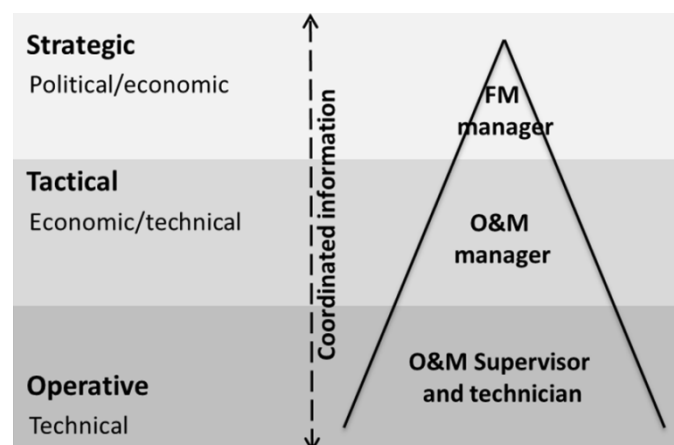 Strategic
Political/economic
FM
manager
Coordinated information
Tactical
Economic/technical
O&M
manager
Operative
Technical
O&M Supervisor
and technician